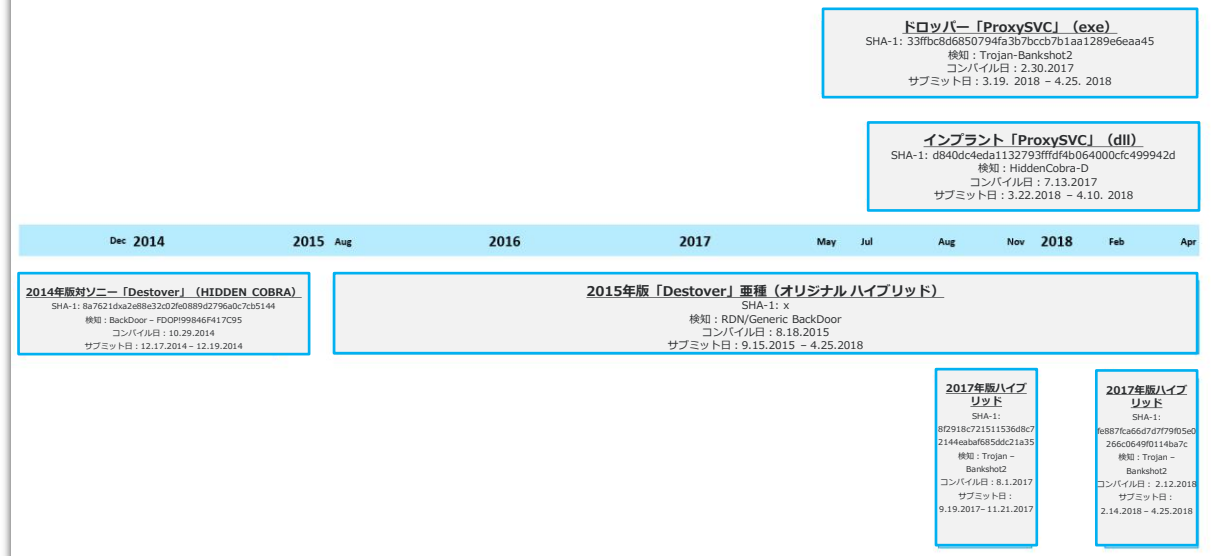 ドロッパー「ProxySVC」（exe）
SHA-1: 33ffbc8d6850794fa3b7bccb7b1aa1289e6eaa45
検知：Trojan-Bankshot2
コンパイル日：2.30.2017
サブミット日：3.19. 2018 – 4.25. 2018
インプラント「ProxySVC」（dll）
SHA-1: d840dc4eda1132793fffdf4b064000cfc499942d
検知：HiddenCobra-D
コンパイル日：7.13.2017
サブミット日：3.22.2018 – 4.10. 2018
Dec 2014 2015 Aug 2016 2017 May Jul Aug Nov 2018 Feb Apr
2014年版対ソニー「Destover」（HIDDEN COBRA）
SHA-1: 8a7621dxa2e88e32c02fe0889d2796a0c7cb5144
検知：BackDoor – FDOP!99846F417C95
コンパイル日：10.29.2014
サブミット日：12.17.2014 – 12.19.2014
2015年版「Destover」亜種（オリジナル ハイブリッド）
SHA-1: x
検知：RDN/Generic BackDoor
コンパイル日：8.18.2015
サブミット日：9.15.2015 – 4.25.2018
2017年版ハイブ
リッド
SHA-1:
8f2918c721511536d8c7
2144eabaf685ddc21a35
検知：Trojan –
Bankshot2
コンパイル日：8.1.2017
サブミット日：
9.19.2017– 11.21.2017
2017年版ハイブ
リッド
SHA-1:
fe887fca66d7d7f79f05e0
266c0649f0114ba7c
検知：Trojan –
Bankshot2
コンパイル日： 2.12.2018
サブミット日：
2.14.2018 – 4.25.2018